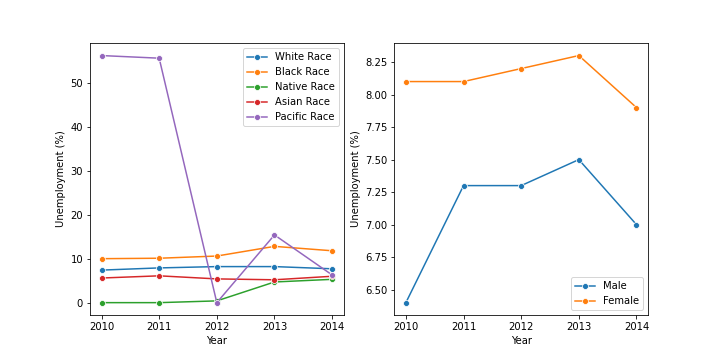 Unemployment (%)
50
40
30
20
10
0
2010 2011 2012 2013 2014
Year
White Race
Black Race
Native Race
Asian Race
Pacific Race
Unemployment (%)
8.25
8.00
7.75
7.50
7.25
7.00
6.75
6.50
2010 2011 2012 2013 2014
Year
Male
Female